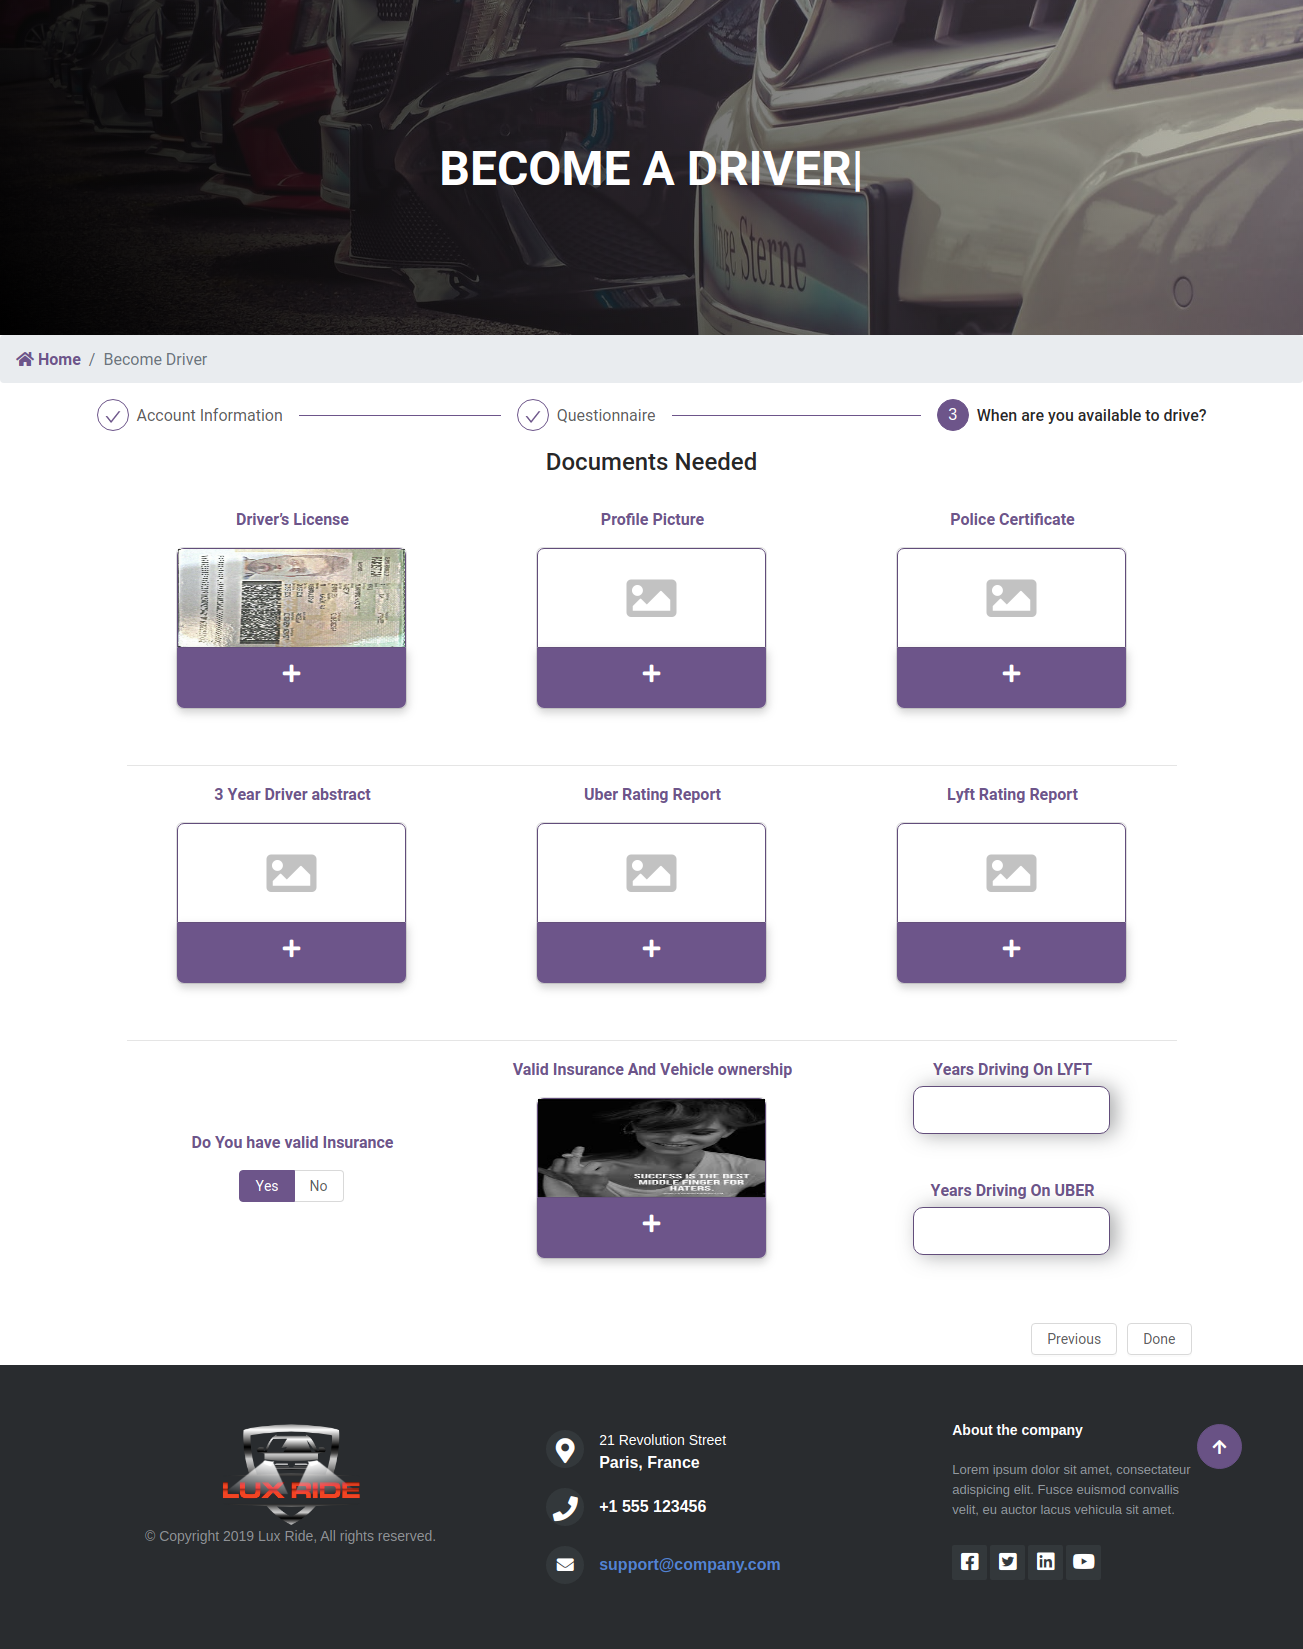 BECOME A DRIVER|
Junge Sterne
Home / Become Driver
Account Information
Questionnaire
3 When are you available to drive?
Documents Needed
Driver's License
Profile Picture
Police Certificate
3 Year Driver abstract
Uber Rating Report
Lyft Rating Report
Do You have valid Insurance
Yes No
Valid Insurance And Vehicle ownership
SUCCESS IS THE BEST
MIDDLE FINGER FOR
HATERS.
Years Driving On LYFT
Years Driving On UBER
Previous Done
LUX RIDE
© Copyright 2019 Lux Ride, All rights reserved.
21 Revolution Street
Paris, France
+1 555 123456
support@company.com
About the company
Lorem ipsum dolor sit amet, consectateur
adispicing elit. Fusce euismod convallis
velit, eu auctor lacus vehicula sit amet.